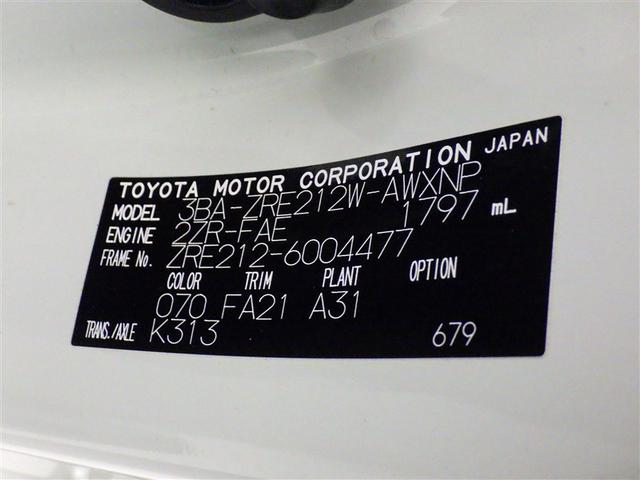 TOYOTA MOTOR CORPORATION JAPAN
MODEL 3BA-ZRE212W-AWXNP
ENGINE 2ZR-FAE 1797 mL
FRAME No. ZRE212-6004477
COLOR TRIM PLANT OPTION
070 FA21 A31
TRANS./AXLE K313 679